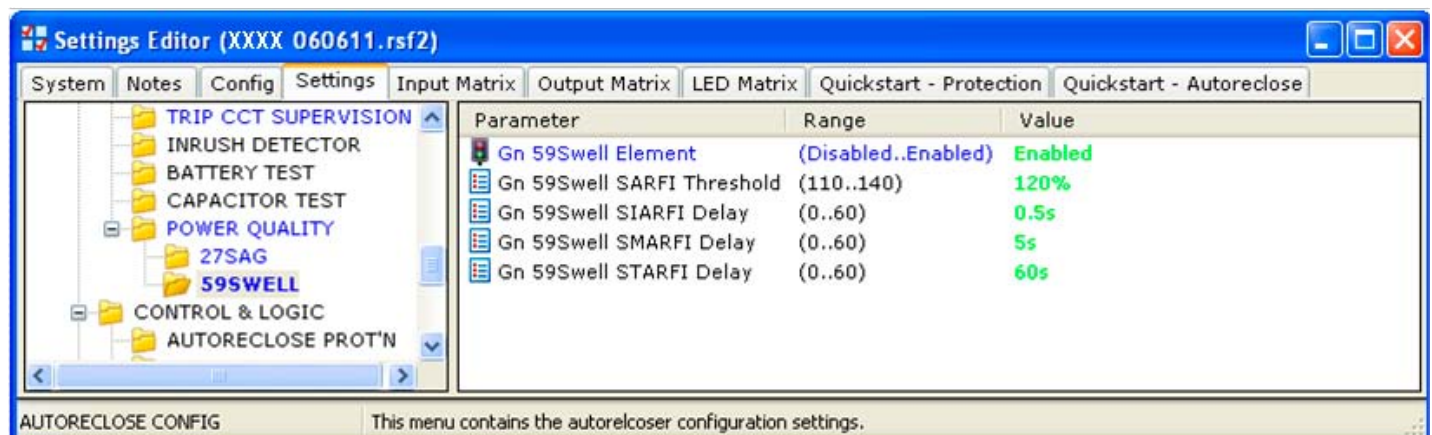 Settings Editor (XXXX 060611.rsf2)
System Notes Config Settings Input Matrix Output Matrix LED Matrix Quickstart - Protection Quickstart - Autoreclose
TRIP CCT SUPERVISION
INRUSH DETECTOR
BATTERY TEST
CAPACITOR TEST
POWER QUALITY
27SAG
59SWELL
CONTROL & LOGIC
AUTORECLOSE PROT'N
Parameter Range Value
Gn 59Swell Element (Disabled..Enabled) Enabled
Gn 59Swell SARFI Threshold (110..140) 120%
Gn 59Swell SIARFI Delay (0..60) 0.5s
Gn 59Swell SMARFI Delay (0..60) 5s
Gn 59Swell STARFI Delay (0..60) 60s
AUTORECLOSE CONFIG This menu contains the autorelcoser configuration settings.